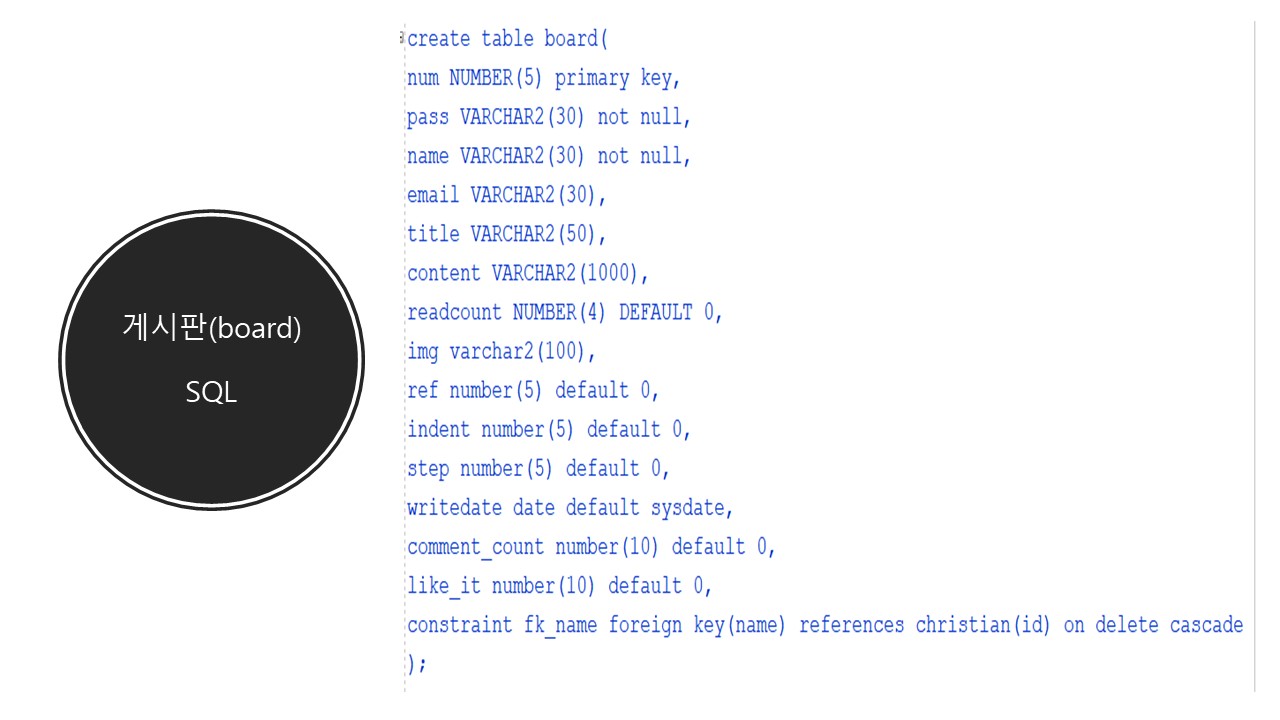 게시판(board)
SQL
create table board(
num NUMBER(5) primary key,
pass VARCHAR2(30) not null,
name VARCHAR2(30) not null,
email VARCHAR2(30),
title VARCHAR2(50),
content VARCHAR2(1000),
readcount NUMBER(4) DEFAULT 0,
img varchar2(100),
ref number(5) default 0,
indent number(5) default 0,
step number(5) default 0,
writedate date default sysdate,
comment_count number(10) default 0,
like_it number(10) default 0,
constraint fk_name foreign key(name) references christian(id) on delete cascade
);